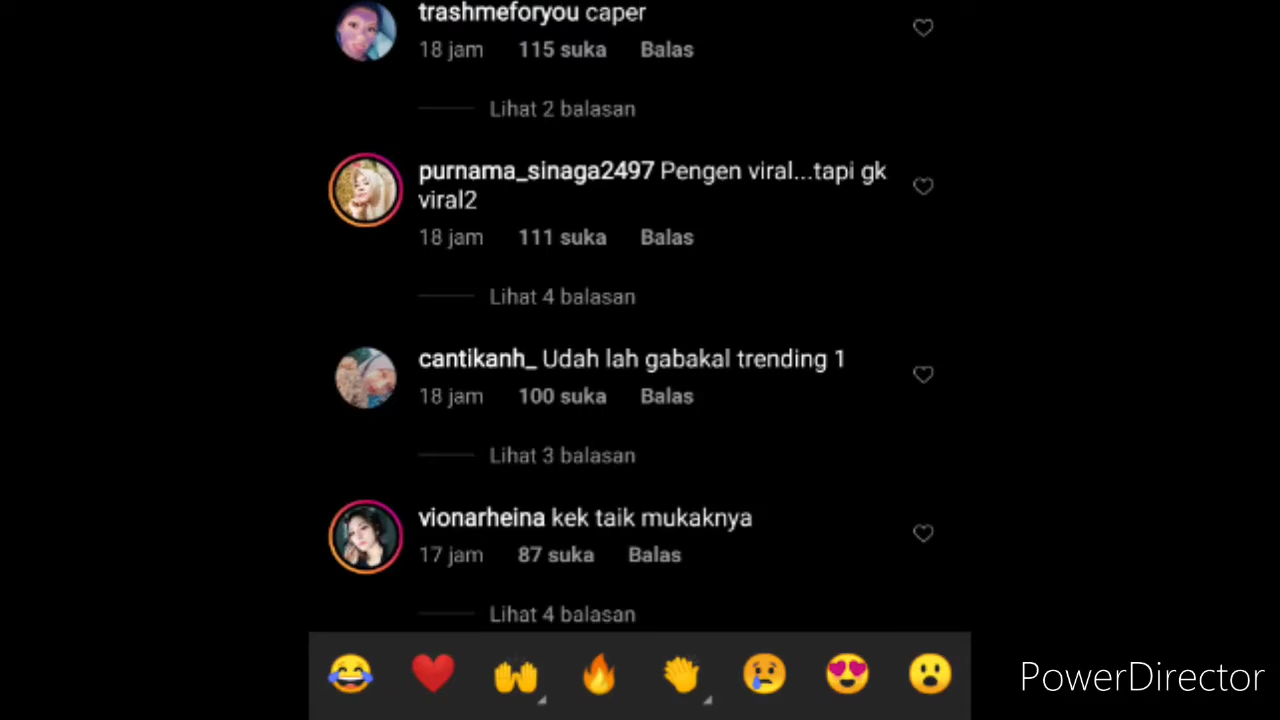 trashmeforyou caper
18 jam 115 suka Balas
Lihat 2 balasan
purnama_sinaga2497 Pengen viral...tapi gk
viral2
18 jam 111 suka Balas
Lihat 4 balasan
cantikanh_ Udah lah gabakal trending 1
18 jam 100 suka Balas
Lihat 3 balasan
vionarheina kek taik mukaknya
17 jam 87 suka Balas
Lihat 4 balasan
PowerDirector